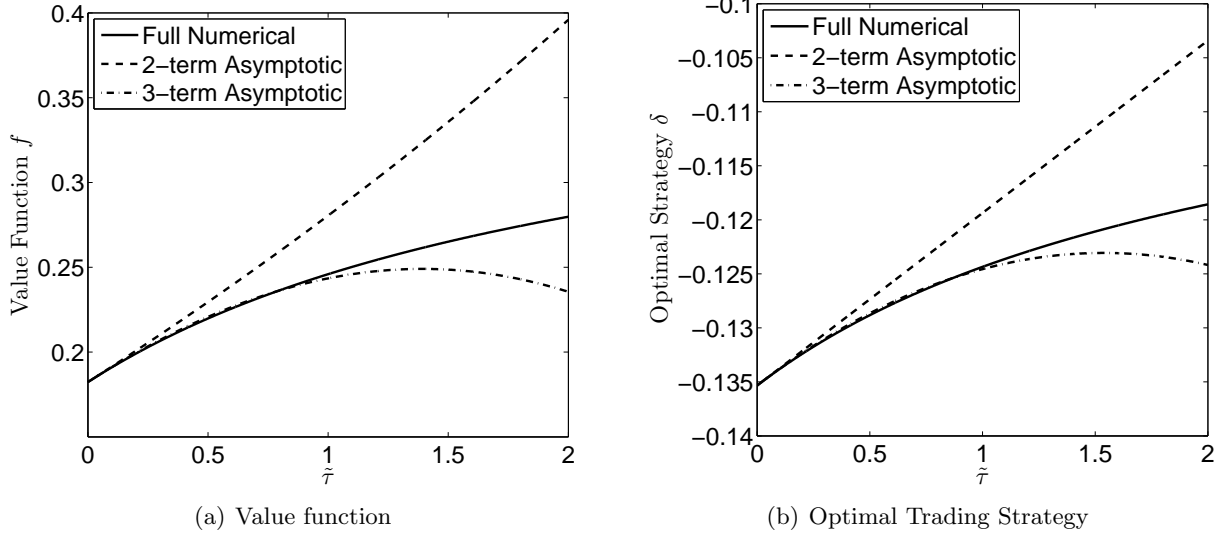 0.4
0.35
0.3
0.25
0.2
Value Function f
Full Numerical
2−term Asymptotic
3−term Asymptotic
0
0.5
1
1.5
2
τ̃
(a) Value function
−0.1
−0.105
−0.11
−0.115
−0.12
−0.125
−0.13
−0.135
−0.14
Optimal Strategy δ
Full Numerical
2−term Asymptotic
3−term Asymptotic
0
0.5
1
1.5
2
τ̃
(b) Optimal Trading Strategy